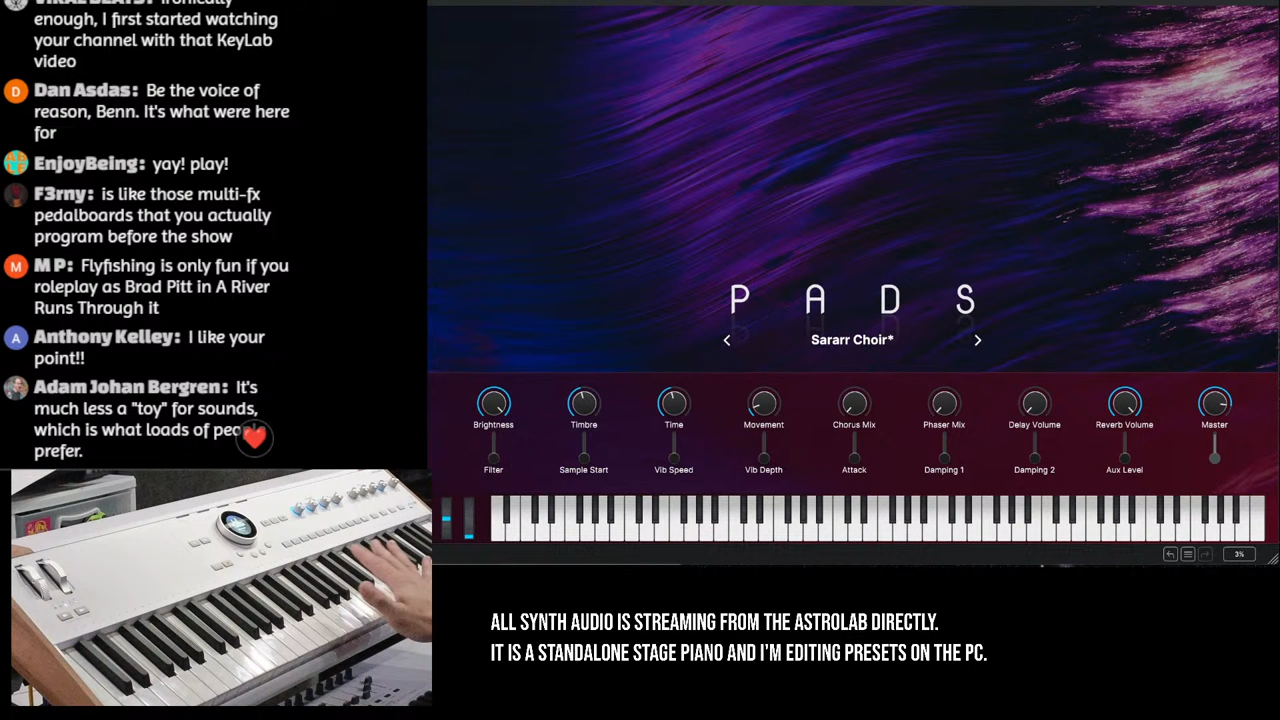 VIRAL BEATS: Ironically
enough, I first started watching
your channel with that KeyLab
video
D
Dan Asdas: Be the voice of
reason, Benn. It's what were here
for
EnjoyBeing: yay! play!
F3rny: is like those multi-fx
pedalboards that you actually
program before the show
M
M P: Flyfishing is only fun if you
roleplay as Brad Pitt in A River
Runs Through it
A
Anthony Kelley: I like your
point!!
Adam Johan Bergren: It's
much less a "toy" for sounds,
which is what loads of people
prefer.
PADS
Sararr Choir*
Brightness Timbre Time Movement Chorus Mix Phaser Mix Delay Volume Reverb Volume Master
Filter Sample Start Vib Speed Vib Depth Attack Damping 1 Damping 2 Aux Level
3%
ALL SYNTH AUDIO IS STREAMING FROM THE ASTROLAB DIRECTLY.
IT IS A STANDALONE STAGE PIANO AND I'M EDITING PRESETS ON THE PC.